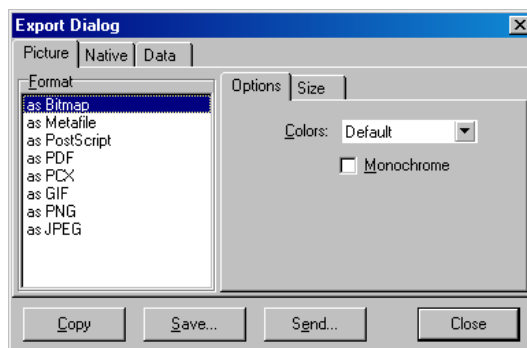 Export Dialog
Picture Native Data
Format
as Bitmap
as Metafile
as PostScript
as PDF
as PCX
as GIF
as PNG
as JPEG
Options Size
Colors: Default
Monochrome
Copy Save... Send... Close